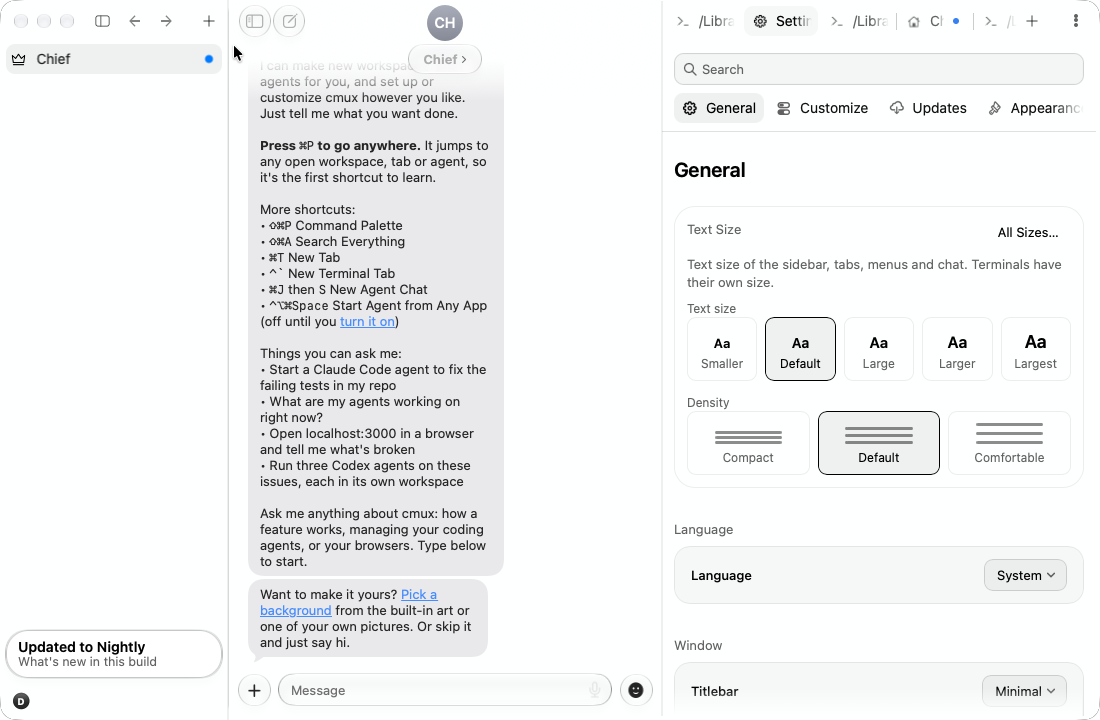 Chief
Updated to Nightly
What's new in this build
D
CH
Chief ›
I can make new
agents for you, and set up or
customize cmux however you like.
Just tell me what you want done.
Press ⌘P to go anywhere. It jumps to
any open workspace, tab or agent, so
it's the first shortcut to learn.
More shortcuts:
• ⇧⌘P Command Palette
• ⇧⌘A Search Everything
• ⌘T New Tab
• ^` New Terminal Tab
• ⌘J then S New Agent Chat
• ^⌥⌘Space Start Agent from Any App
(off until you turn it on)
Things you can ask me:
• Start a Claude Code agent to fix the
failing tests in my repo
• What are my agents working on
right now?
• Open localhost:3000 in a browser
and tell me what's broken
• Run three Codex agents on these
issues, each in its own workspace
Ask me anything about cmux: how a
feature works, managing your coding
agents, or your browsers. Type below
to start.
Want to make it yours? Pick a
background from the built-in art or
one of your own pictures. Or skip it
and just say hi.
Message
/Libra Settin /Libra Ch
Search
General Customize Updates Appearanc
General
Text Size
All Sizes...
Text size of the sidebar, tabs, menus and chat. Terminals have
their own size.
Text size
Aa Aa Aa Aa Aa
Smaller Default Large Larger Largest
Density
Compact Default Comfortable
Language
Language System
Window
Titlebar Minimal